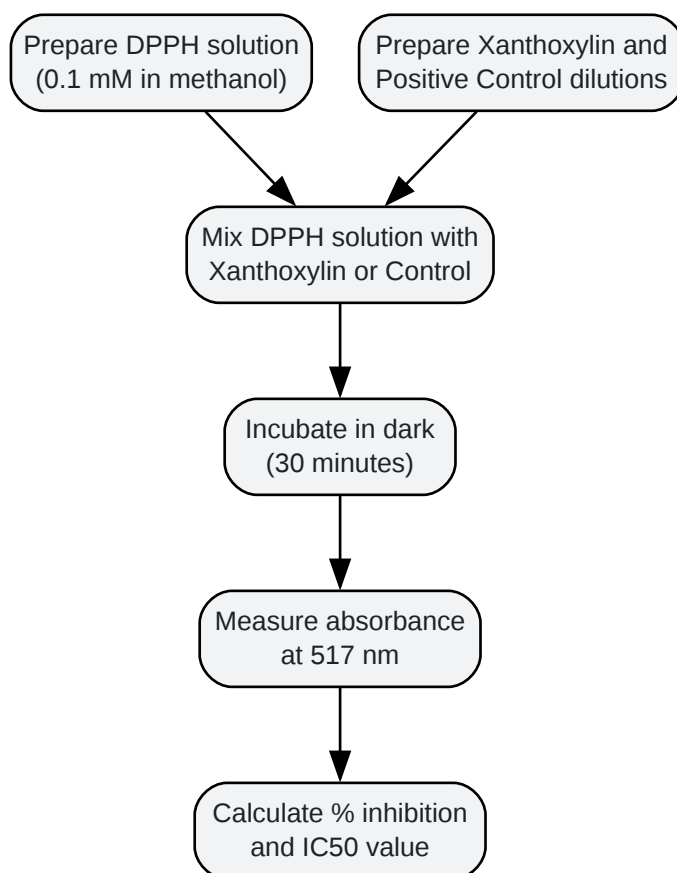 Prepare DPPH solution
(0.1 mM in methanol)
Prepare Xanthoxylin and
Positive Control dilutions
Mix DPPH solution with
Xanthoxylin or Control
Incubate in dark
(30 minutes)
Measure absorbance
at 517 nm
Calculate % inhibition
and IC50 value